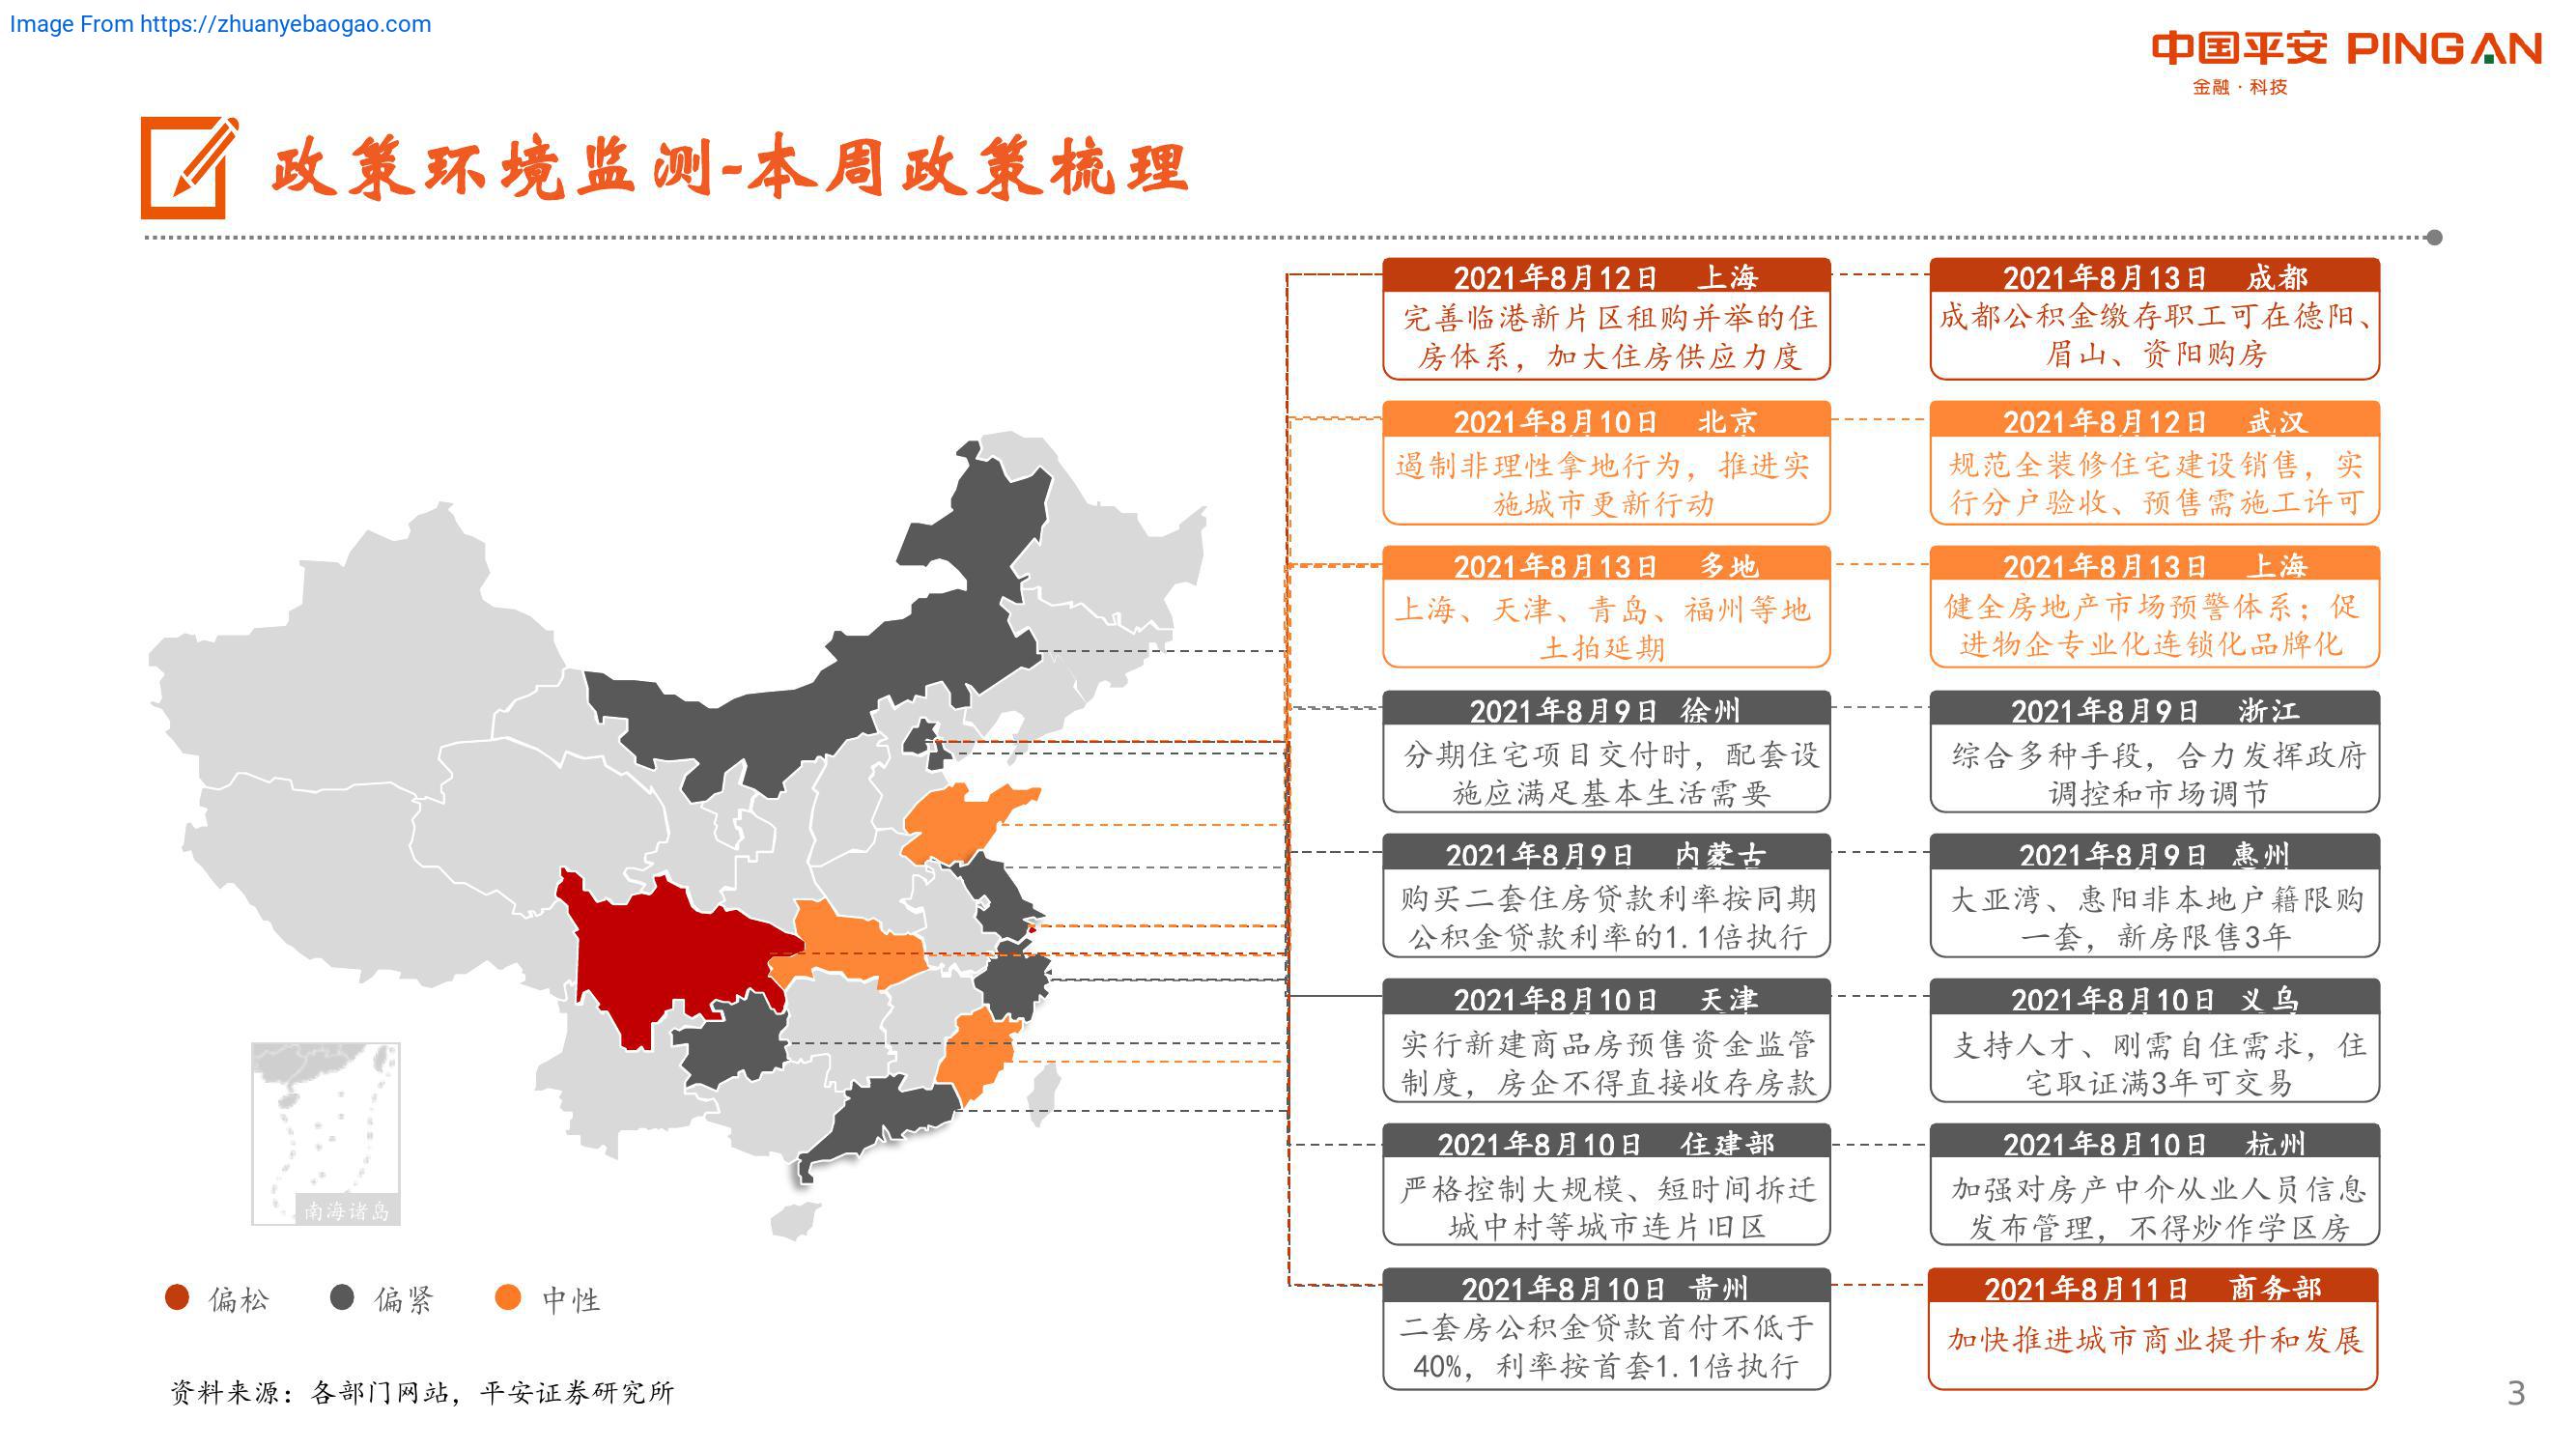 Image From https://zhuanyebaogao.com
中国平安 PINGAN
金融·科技
政策环境监测-本周政策梳理
2021年8月12日 上海
完善临港新片区租购并举的住
房体系，加大住房供应力度
2021年8月13日 成都
成都公积金缴存职工可在德阳、
眉山、资阳购房
2021年8月10日 北京
遏制非理性拿地行为，推进实
施城市更新行动
2021年8月12日 武汉
规范全装修住宅建设销售，实
行分户验收、预售需施工许可
2021年8月13日 多地
上海、天津、青岛、福州等地
土拍延期
2021年8月13日 上海
健全房地产市场预警体系；促
进物企专业化连锁化品牌化
2021年8月9日 徐州
分期住宅项目交付时，配套设
施应满足基本生活需要
2021年8月9日 浙江
综合多种手段，合力发挥政府
调控和市场调节
2021年8月9日 内蒙古
购买二套住房贷款利率按同期
公积金贷款利率的1.1倍执行
2021年8月9日 惠州
大亚湾、惠阳非本地户籍限购
一套，新房限售3年
2021年8月10日 天津
实行新建商品房预售资金监管
制度，房企不得直接收存房款
2021年8月10日 义乌
支持人才、刚需自住需求，住
宅取证满3年可交易
2021年8月10日 住建部
严格控制大规模、短时间拆迁
城中村等城市连片旧区
2021年8月10日 杭州
加强对房产中介从业人员信息
发布管理，不得炒作学区房
2021年8月10日 贵州
二套房公积金贷款首付不低于
40%，利率按首套1.1倍执行
2021年8月11日 商务部
加快推进城市商业提升和发展
南海诸岛
偏松 偏紧 中性
资料来源：各部门网站，平安证券研究所
3